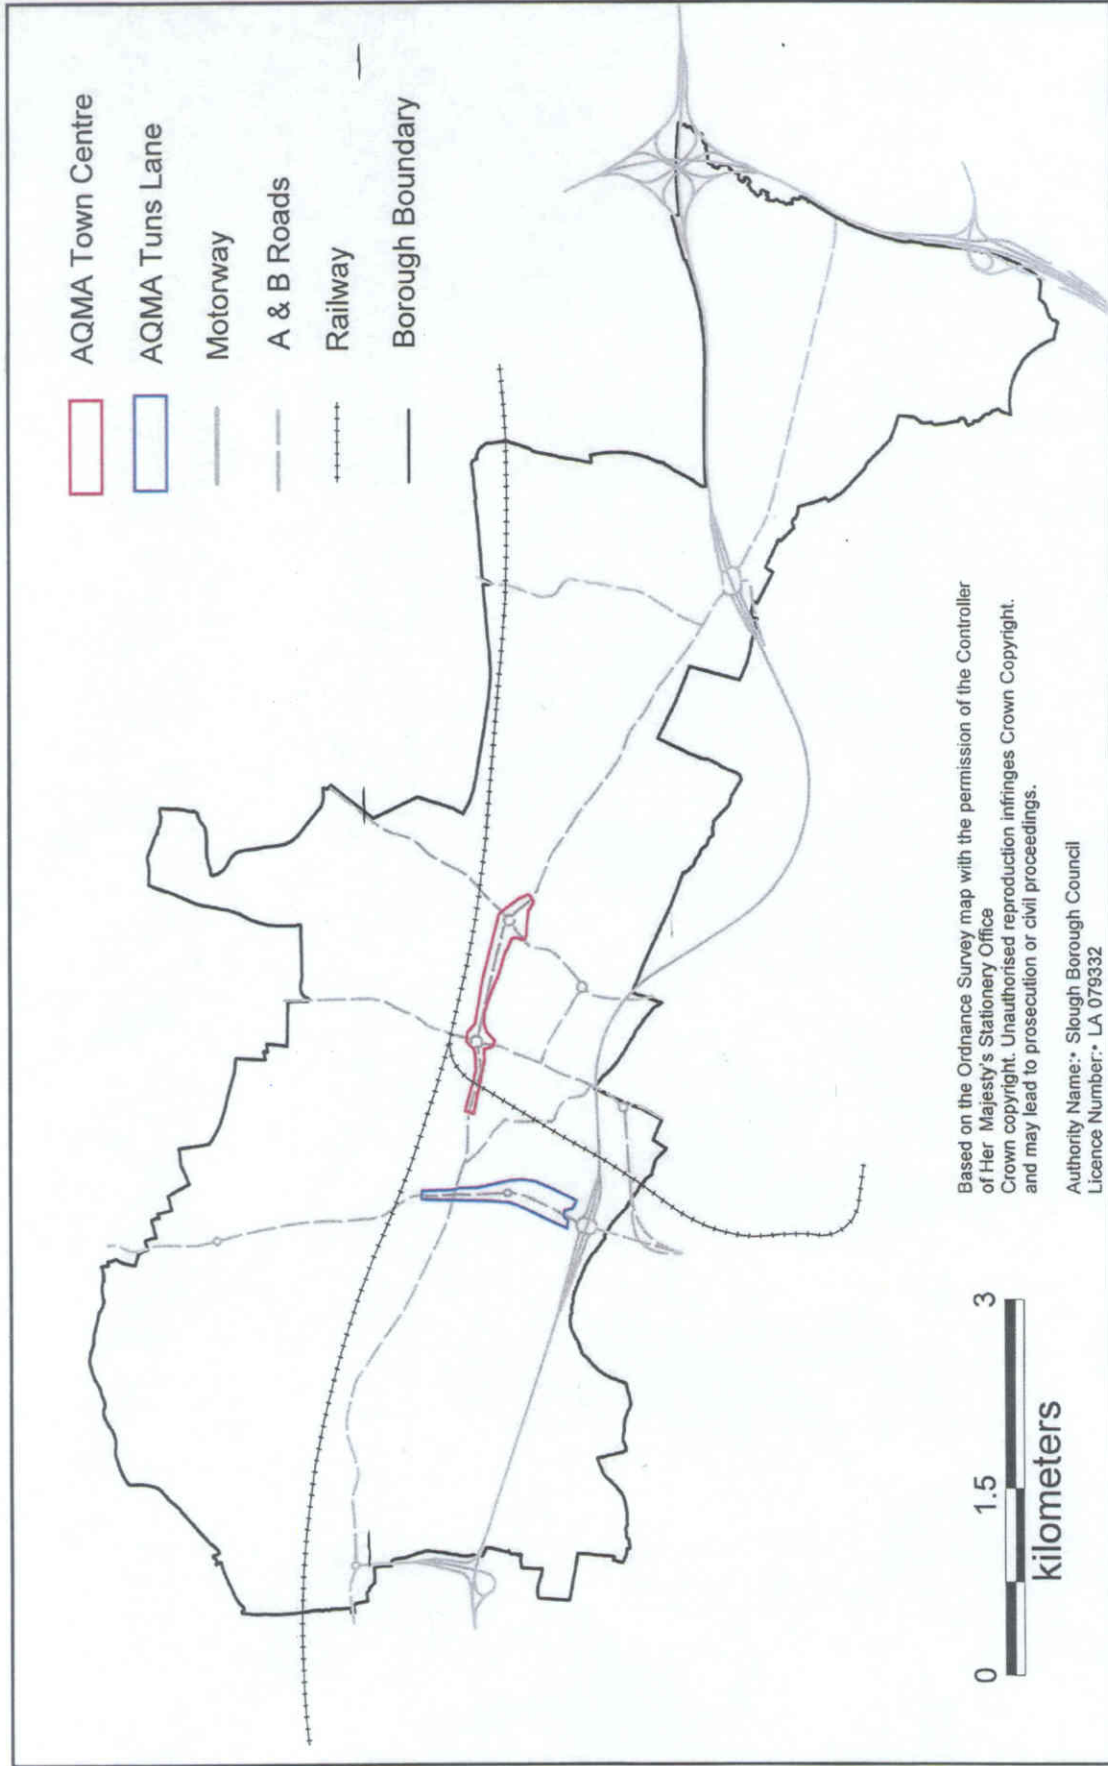 AQMA Town Centre
AQMA Tuns Lane
Motorway
A & B Roads
Railway
Borough Boundary
Based on the Ordnance Survey map with the permission of the Controller
of Her Majesty's Stationery Office
Crown copyright. Unauthorised reproduction infringes Crown Copyright.
and may lead to prosecution or civil proceedings.
Authority Name:• Slough Borough Council
Licence Number:• LA 079332
0 1.5 3
kilometers